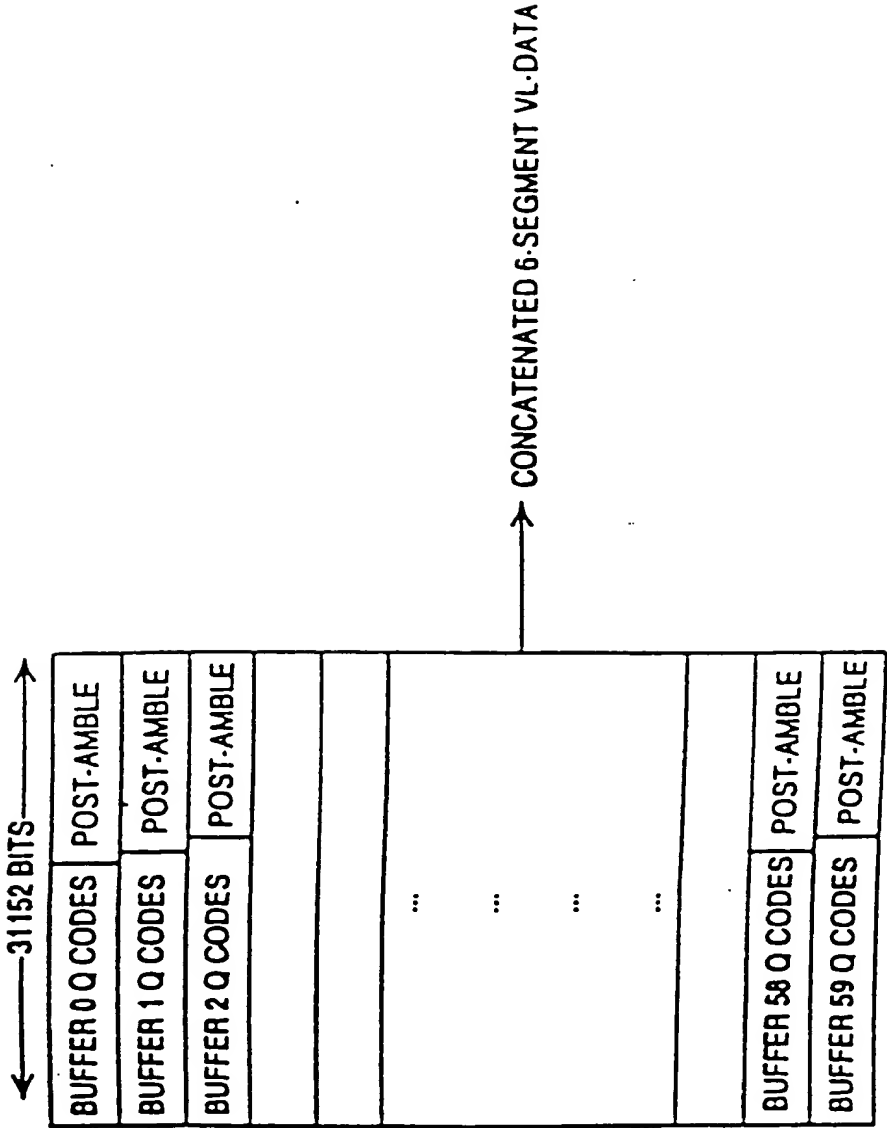 31152 BITS
BUFFER 0 Q CODES POST-AMBLE
BUFFER 1 Q CODES POST-AMBLE
BUFFER 2 Q CODES POST-AMBLE
...
...
...
...
CONCATENATED 6-SEGMENT VL-DATA
BUFFER 58 Q CODES POST-AMBLE
BUFFER 59 Q CODES POST-AMBLE